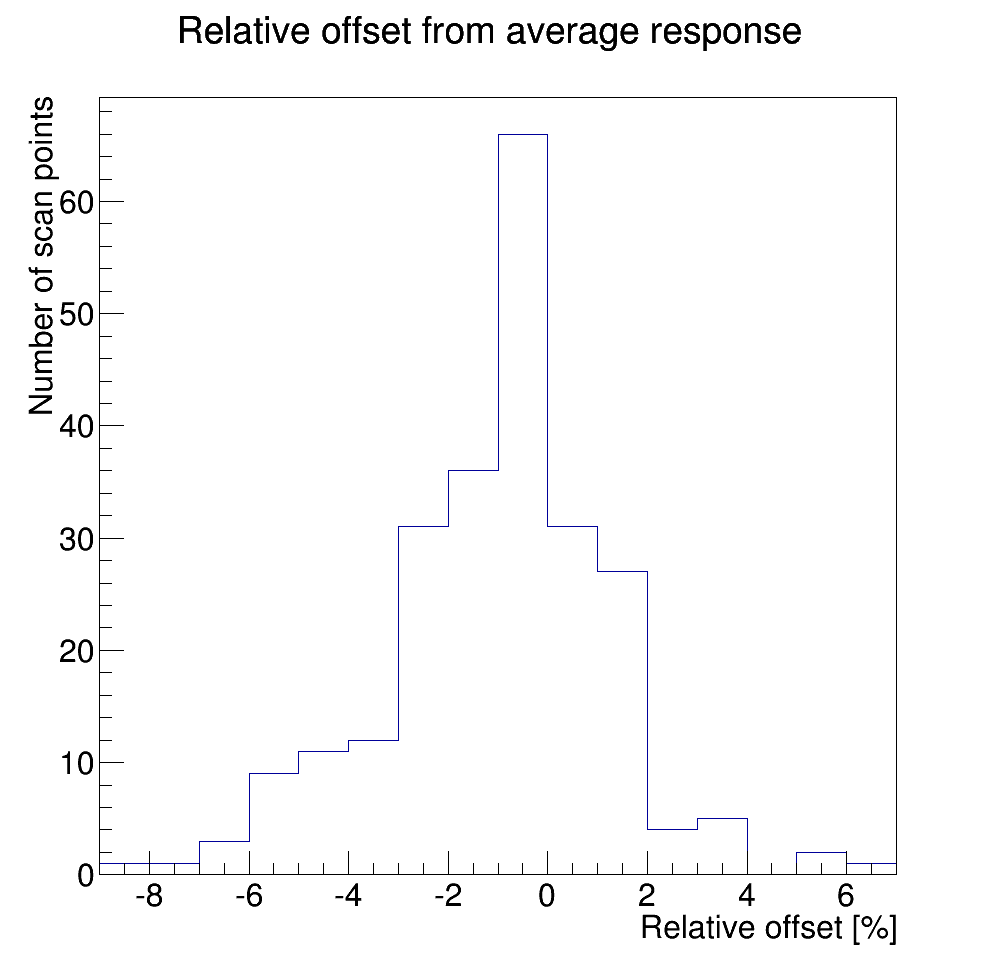 Relative offset from average response
Number of scan points
60
50
40
30
20
10
0
-8 -6 -4 -2 0 2 4 6
Relative offset [%]